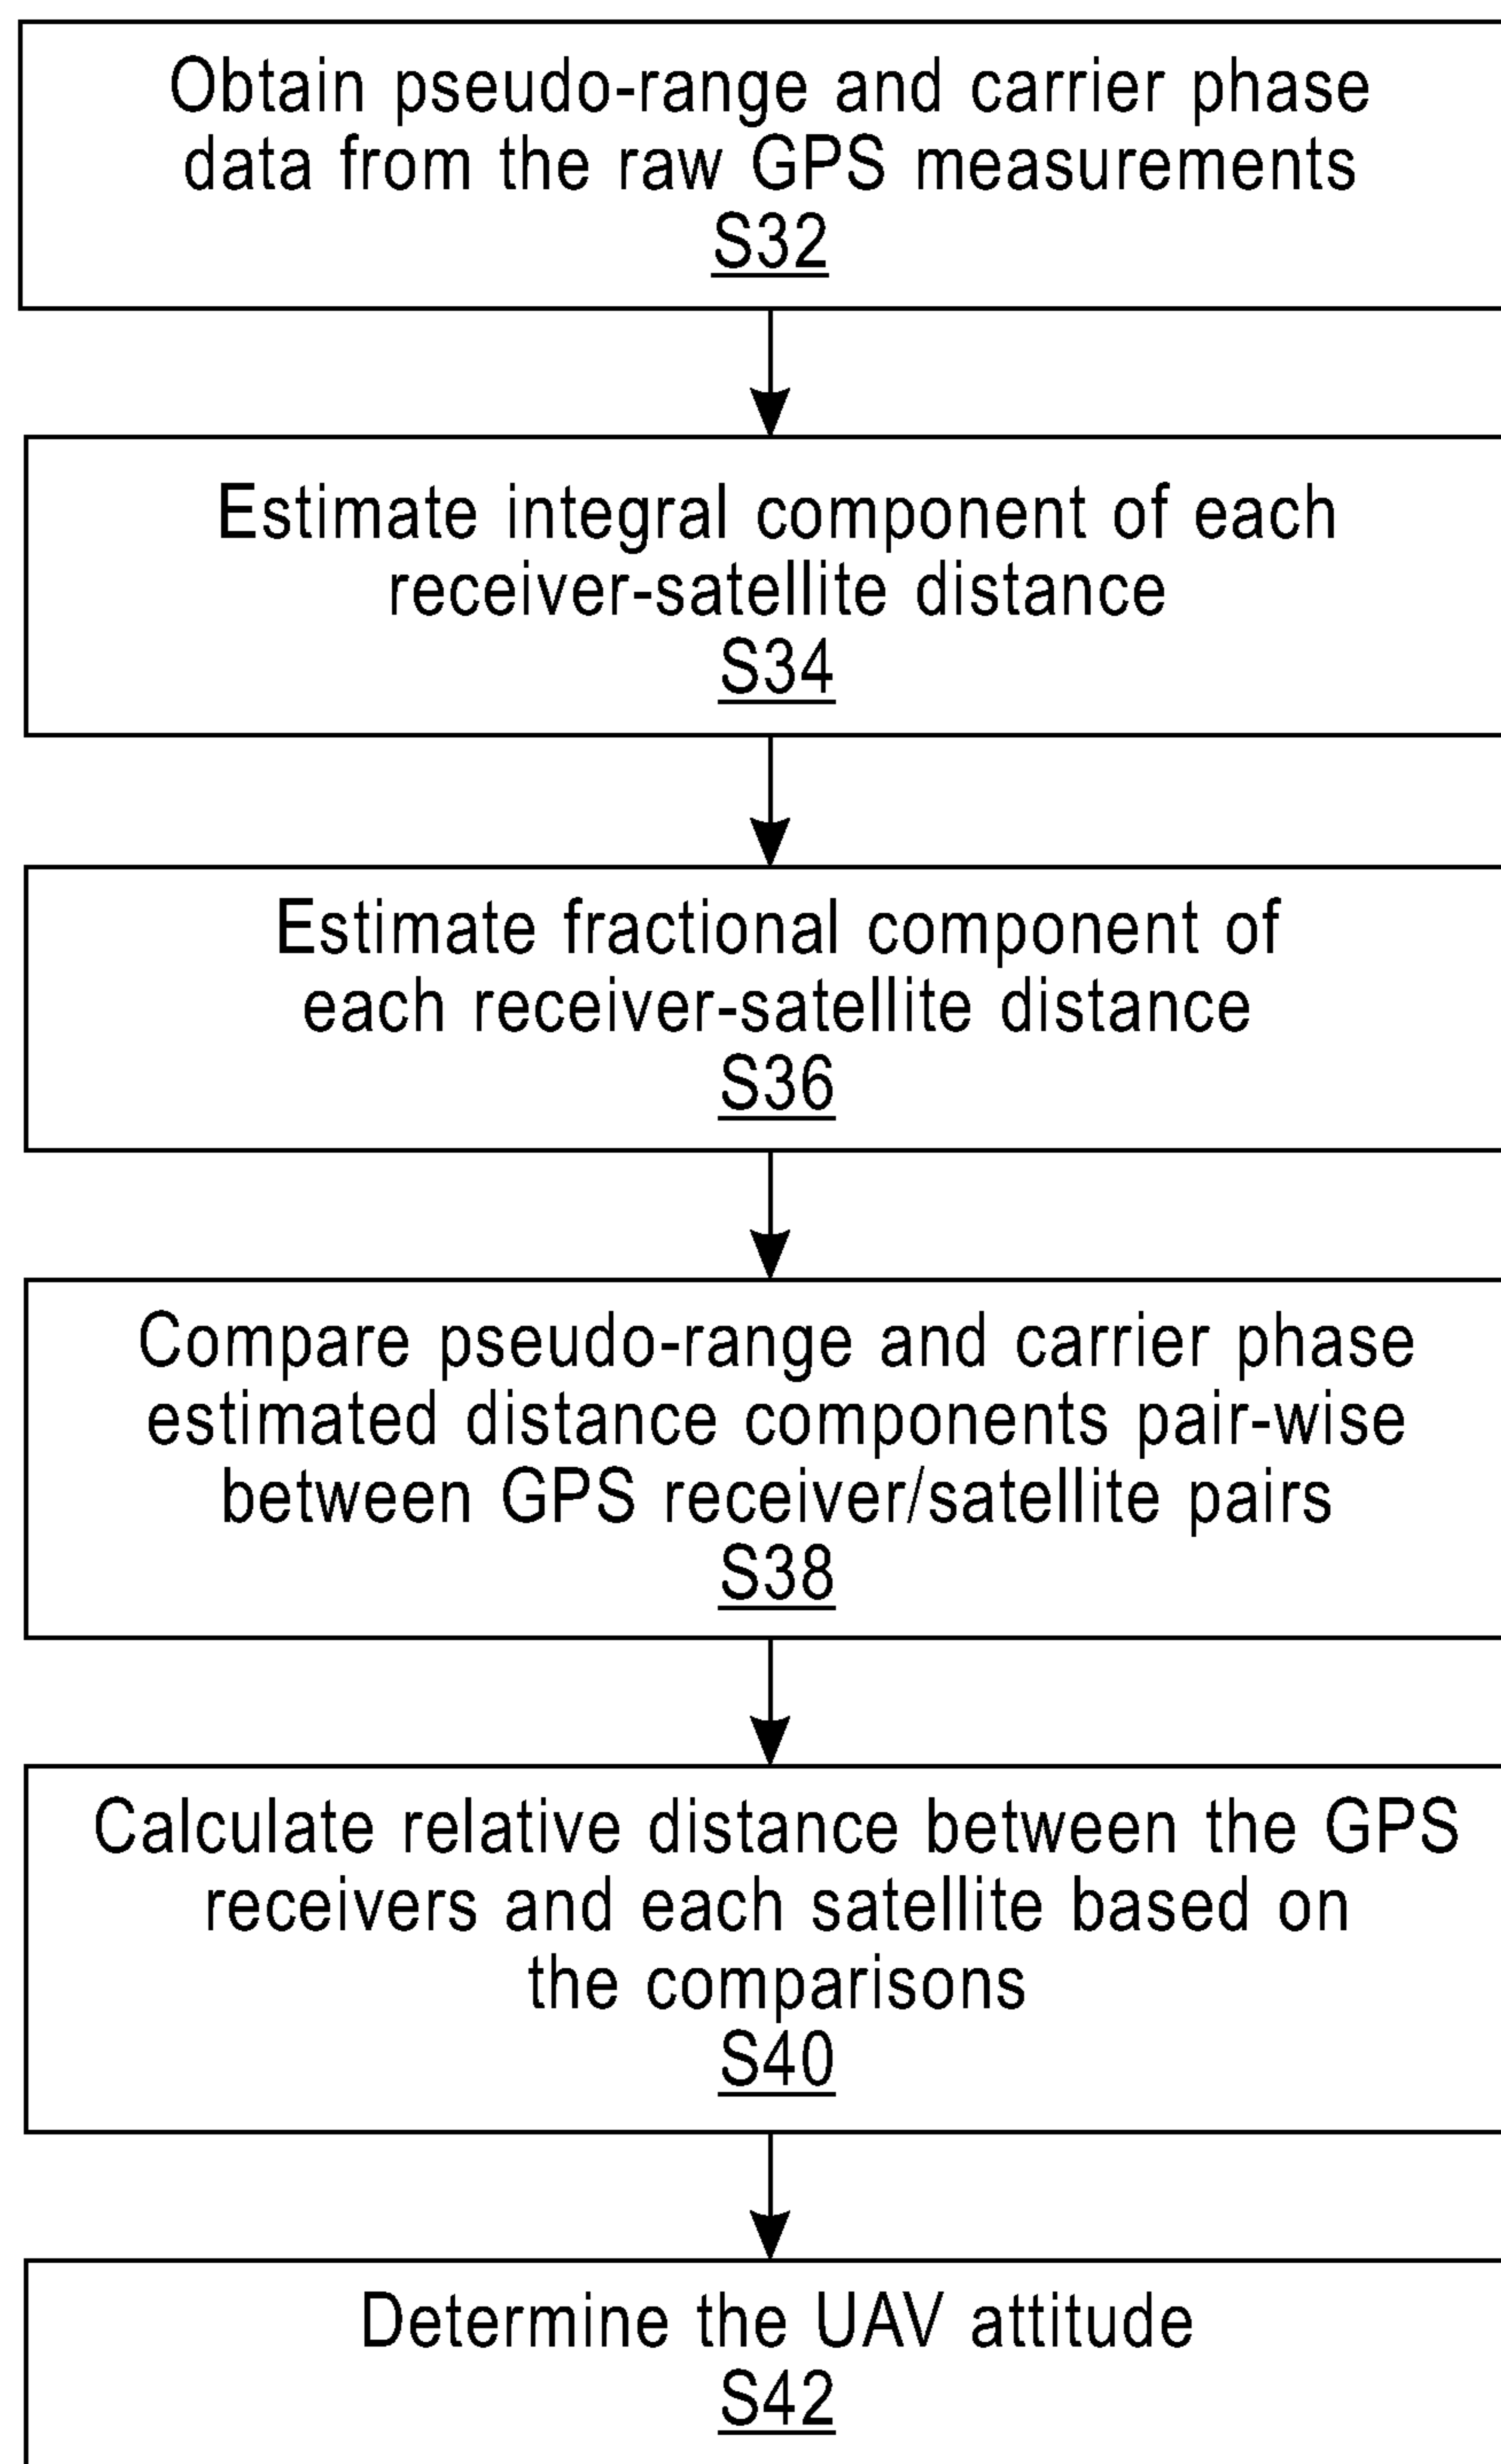 Obtain pseudo-range and carrier phase
data from the raw GPS measurements
S32
Estimate integral component of each
receiver-satellite distance
S34
Estimate fractional component of
each receiver-satellite distance
S36
Compare pseudo-range and carrier phase
estimated distance components pair-wise
between GPS receiver/satellite pairs
S38
Calculate relative distance between the GPS
receivers and each satellite based on
the comparisons
S40
Determine the UAV attitude
S42